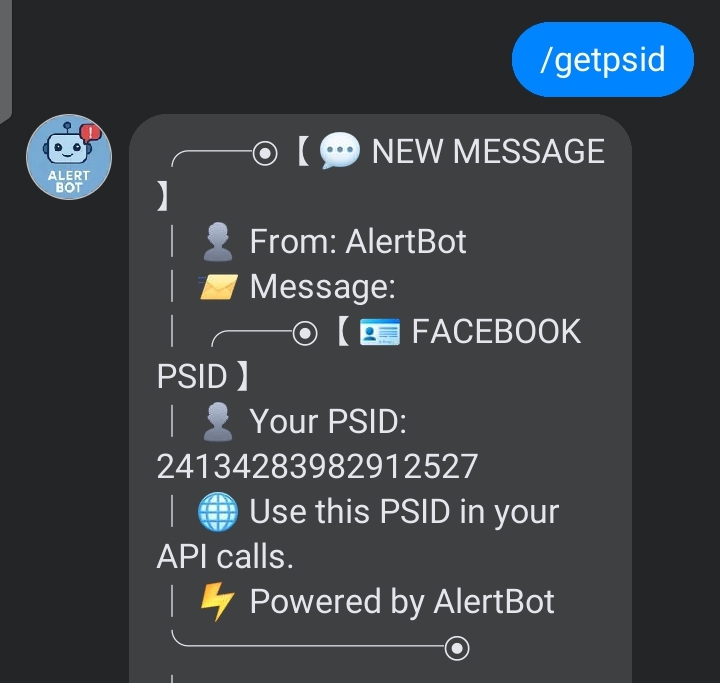 /getpsid
ALERT
BOT
【 💬 NEW MESSAGE
】
👤 From: AlertBot
📨 Message:
【 🪪 FACEBOOK
PSID 】
👤 Your PSID:
24134283982912527
🌐 Use this PSID in your
API calls.
⚡ Powered by AlertBot